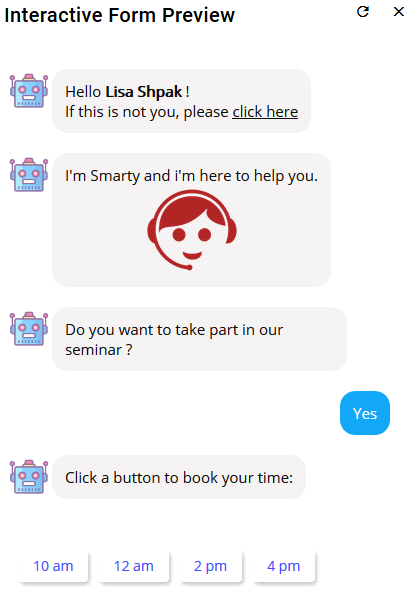 Interactive Form Preview
Hello Lisa Shpak !
If this is not you, please click here
I'm Smarty and i'm here to help you.
Do you want to take part in our
seminar ?
Yes
Click a button to book your time:
10 am 12 am 2 pm 4 pm